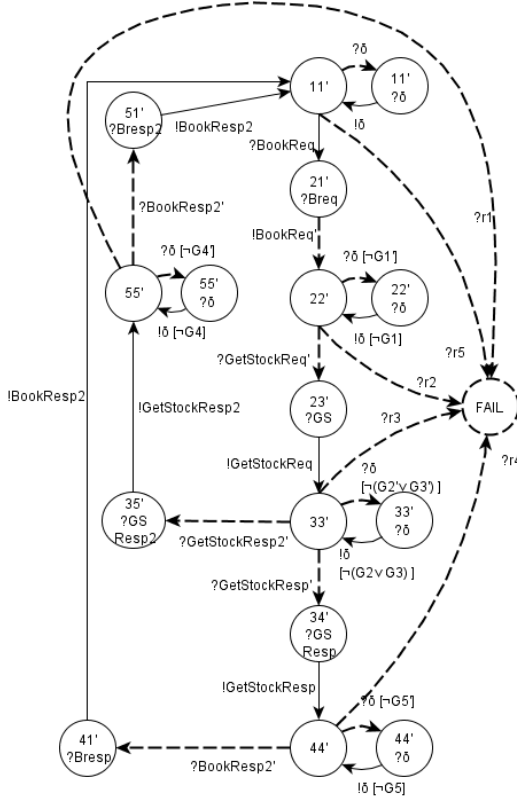 ?δ
11'
11'
?δ
!δ
51'
?Bresp2
!BookResp2
?BookReq
21'
?Breq
?r1
?BookResp2'
!BookReq'
?δ [¬G4']
55'
55'
?δ
!δ [¬G4]
?δ [¬G1']
22'
22'
?δ
!δ [¬G1]
?r5
?GetStockReq'
?r2
!BookResp2
!GetStockResp2
23'
?GS
?r3
FAIL
!GetStockReq
?δ
[¬(G2'∨G3') ]
?r4
35'
?GS
Resp2
?GetStockResp2'
33'
33'
?δ
!δ
[¬(G2∨G3) ]
?GetStockResp'
34'
?GS
Resp
!GetStockResp
?δ [¬G5']
41'
?Bresp
?BookResp2'
44'
44'
?δ
!δ [¬G5]